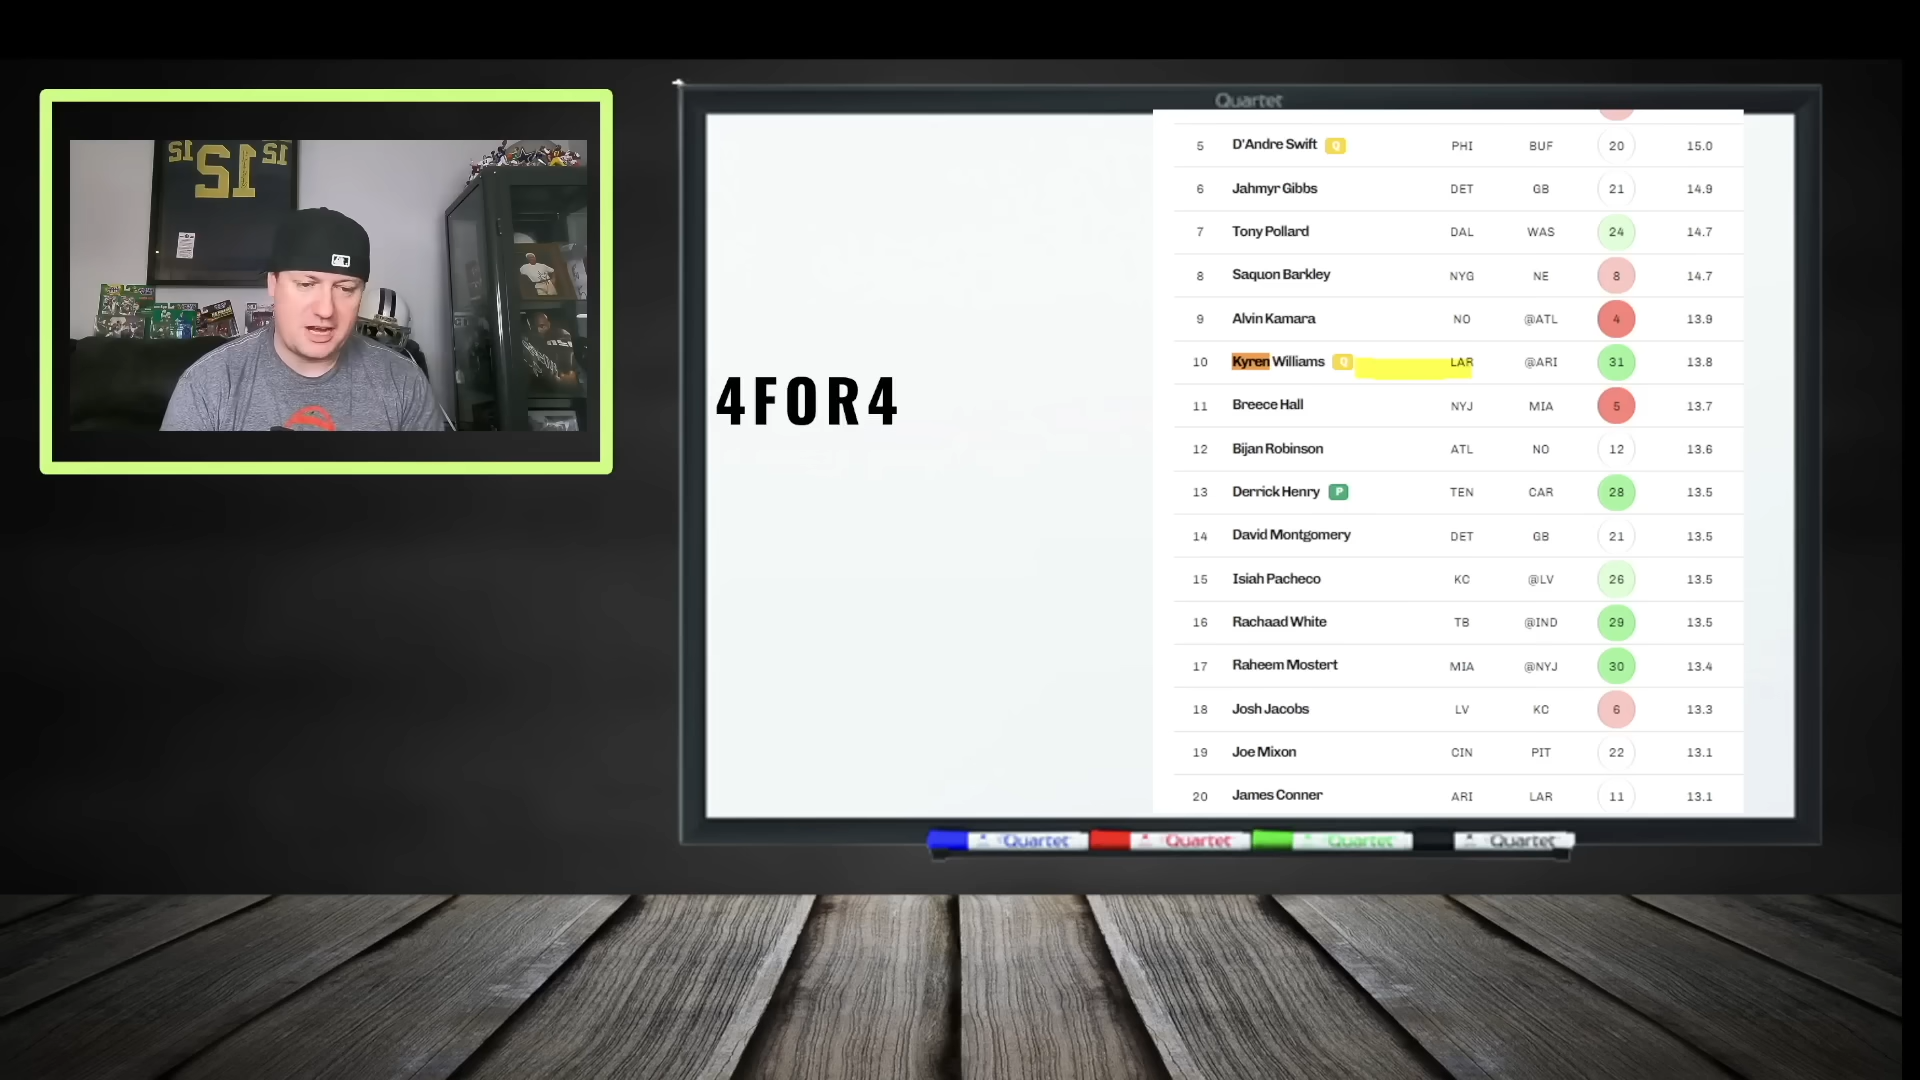 Quartet
12
12
12
4FOR4
5 D'Andre Swift Q PHI BUF 20 15.0
6 Jahmyr Gibbs DET GB 21 14.9
7 Tony Pollard DAL WAS 24 14.7
8 Saquon Barkley NYG NE 8 14.7
9 Alvin Kamara NO @ATL 4 13.9
10 Kyren Williams Q LAR @ARI 31 13.8
11 Breece Hall NYJ MIA 5 13.7
12 Bijan Robinson ATL NO 12 13.6
13 Derrick Henry P TEN CAR 28 13.5
14 David Montgomery DET GB 21 13.5
15 Isiah Pacheco KC @LV 26 13.5
16 Rachaad White TB @IND 29 13.5
17 Raheem Mostert MIA @NYJ 30 13.4
18 Josh Jacobs LV KC 6 13.3
19 Joe Mixon CIN PIT 22 13.1
20 James Conner ARI LAR 11 13.1
Quartet Quartet Quartet Quartet